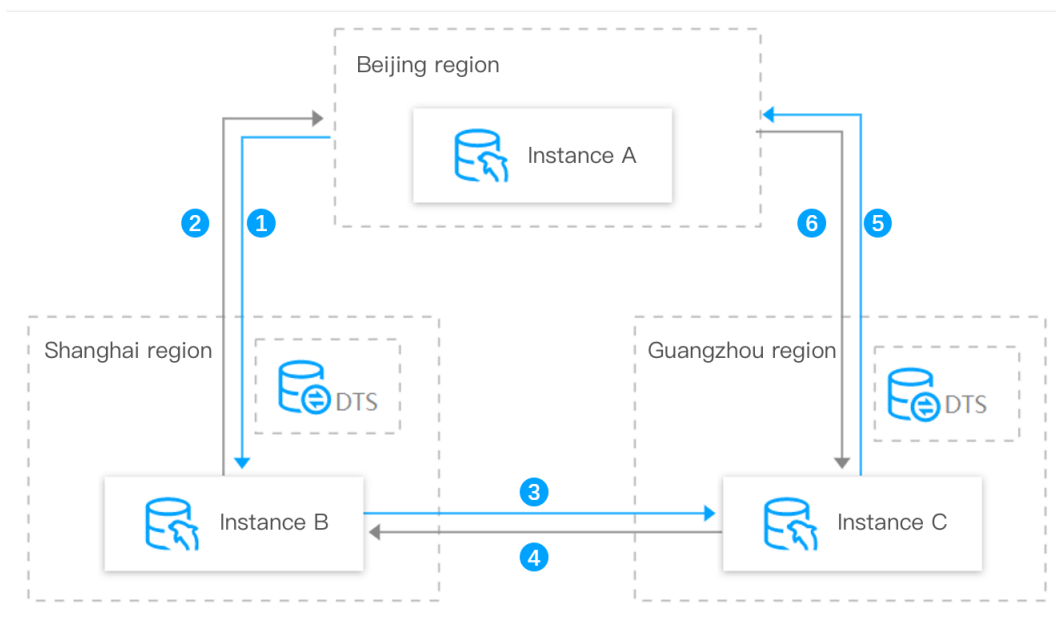 Beijing region
Instance A
2
1
6
5
Shanghai region
DTS
Guangzhou region
DTS
3
Instance B
Instance C
4